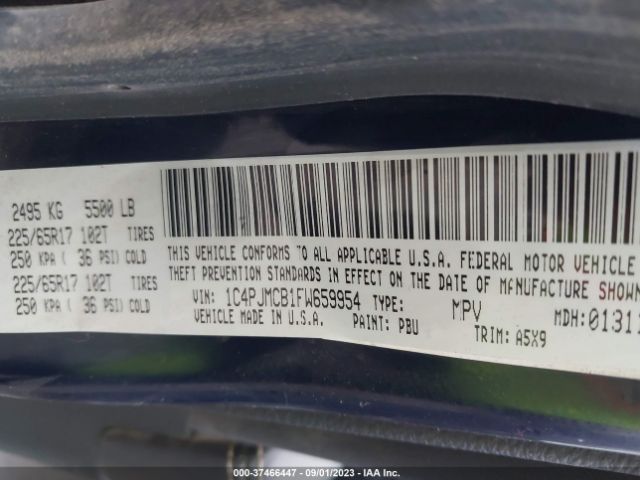 2495 KG 5500 LB
225/65R17 102T TIRES
250 KPA ( 36 PSI) COLD
225/65R17 102T TIRES
250 KPA ( 36 PSI) COLD
THIS VEHICLE CONFORMS TO ALL APPLICABLE U.S.A. FEDERAL MOTOR VEHICLE
THEFT PREVENTION STANDARDS IN EFFECT ON THE DATE OF MANUFACTURE SHOWN
VIN: 1C4PJMCB1FW659954 TYPE: MPV MDH:01311
VEHICLE MADE IN U.S.A. PAINT: PBU TRIM: A5X9
000-37466447 - 09/01/2023 - IAA Inc.